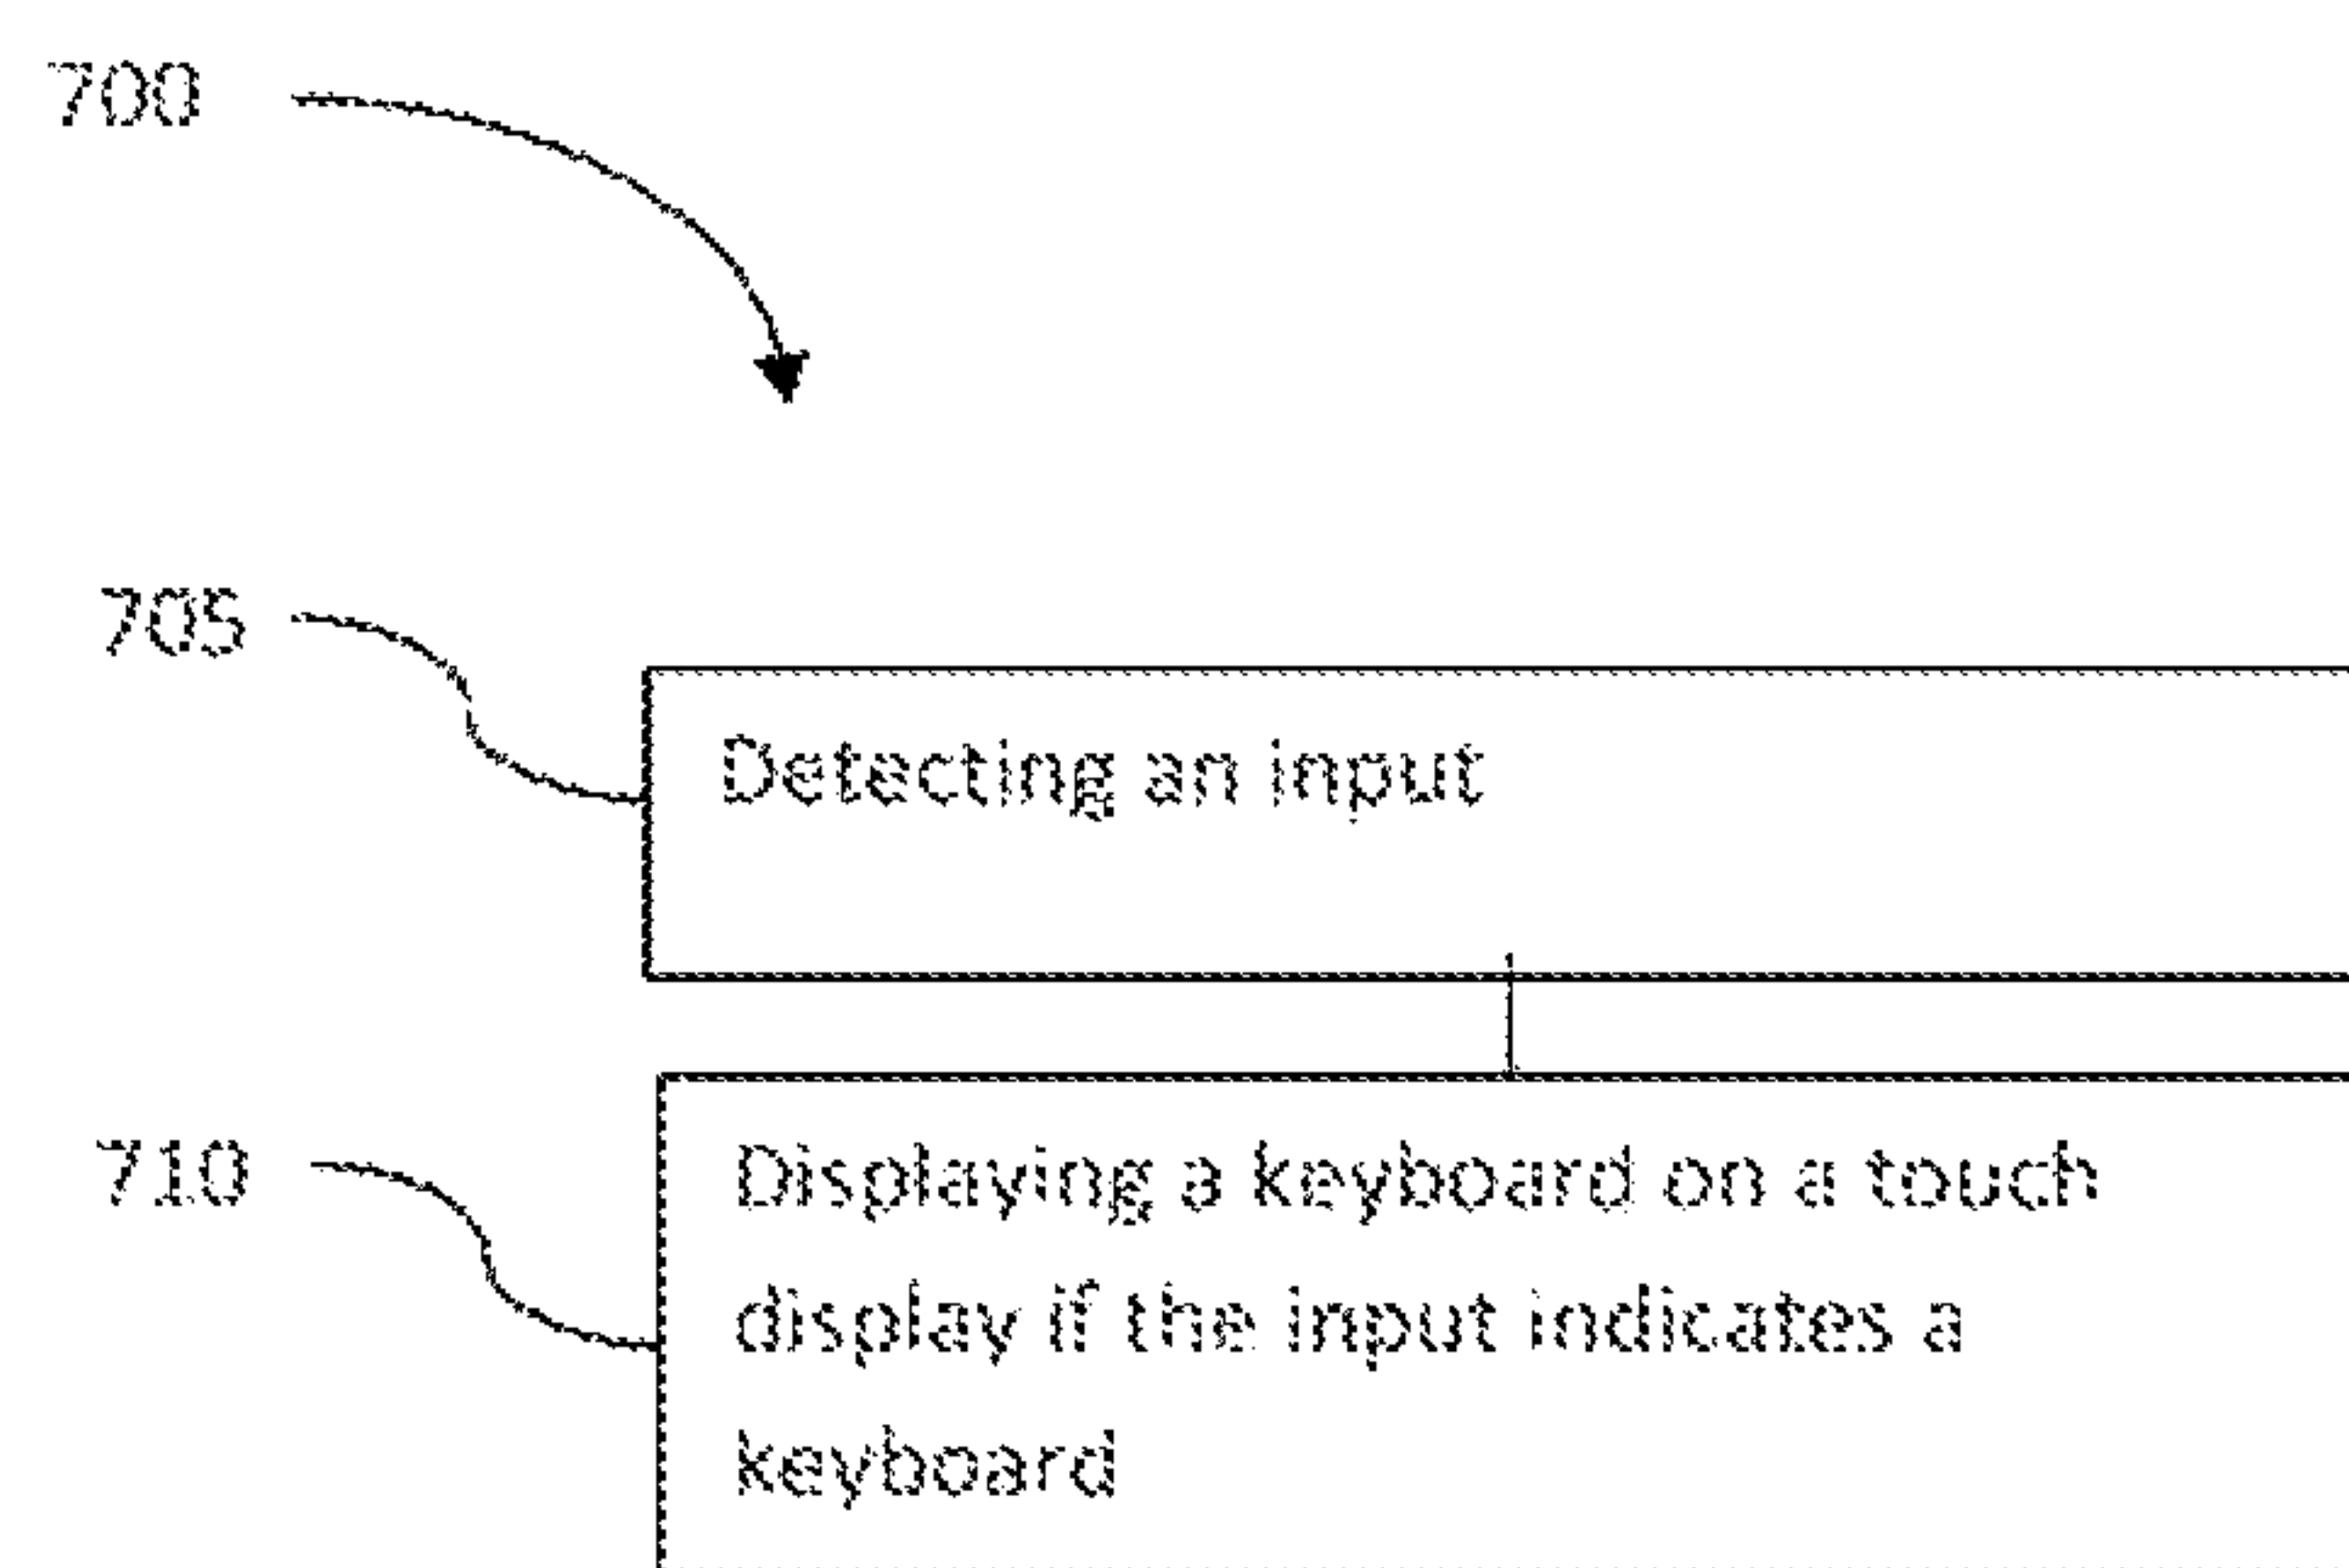 700
705
Detecting an input
710
Displaying a keyboard on a touch
display if the input indicates a
keyboard